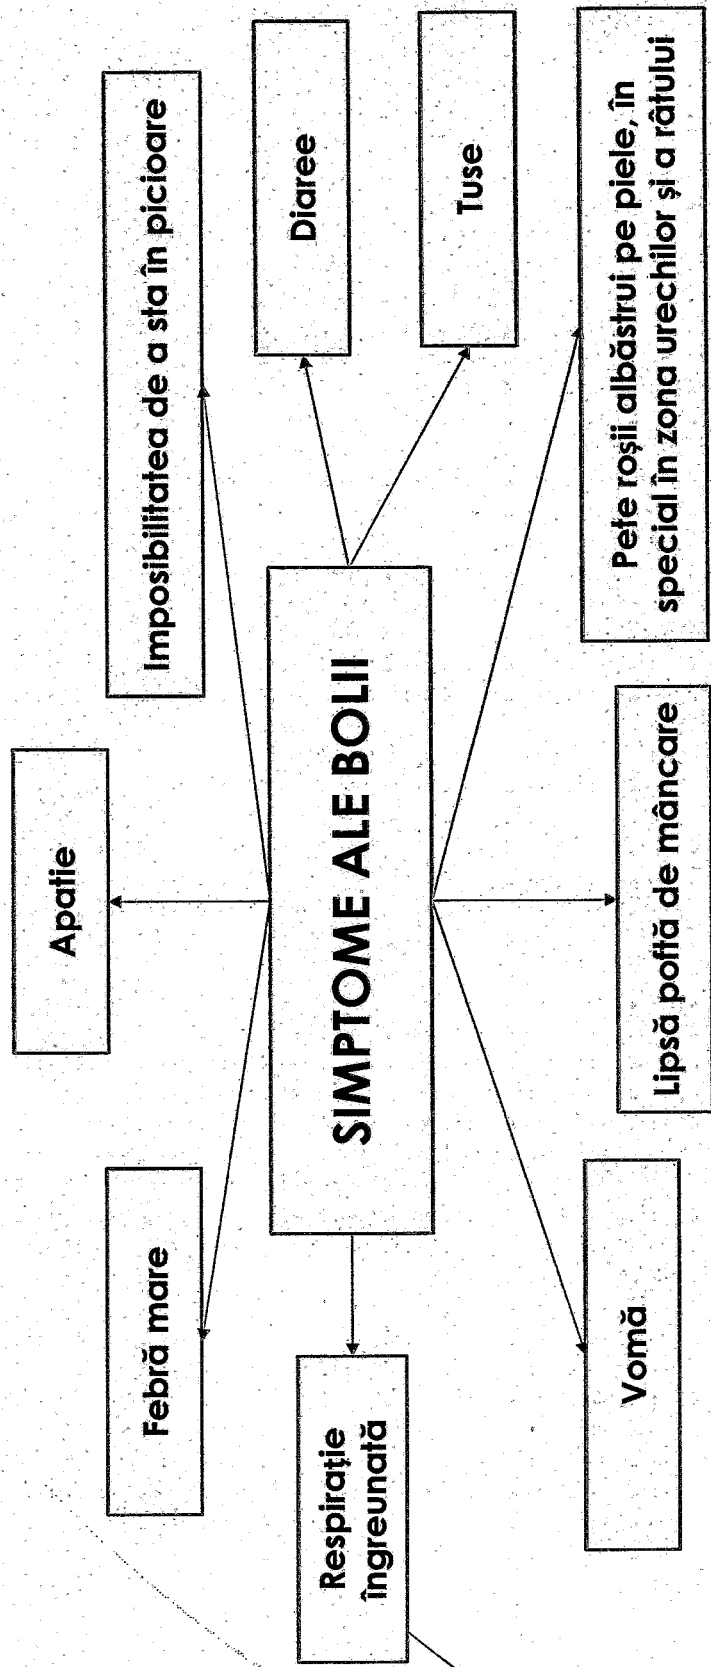 Febră mare
Apatie
Imposibilitatea de a sta în picioare
Respirație
îngreunată
SIMPTOME ALE BOLII
Diaree
Tuse
Vomă
Lipsă poftă de mâncare
Pete roșii albăstrui pe piele, în
special în zona urechilor și a râtului